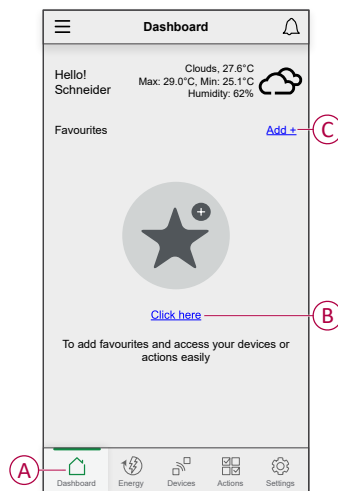 Dashboard
Hello!
Schneider
Clouds, 27.6°C
Max: 29.0°C, Min: 25.1°C
Humidity: 62%
Favourites
Add +
C
Click here
B
To add favourites and access your devices or
actions easily
A
Dashboard
Energy
Devices
Actions
Settings